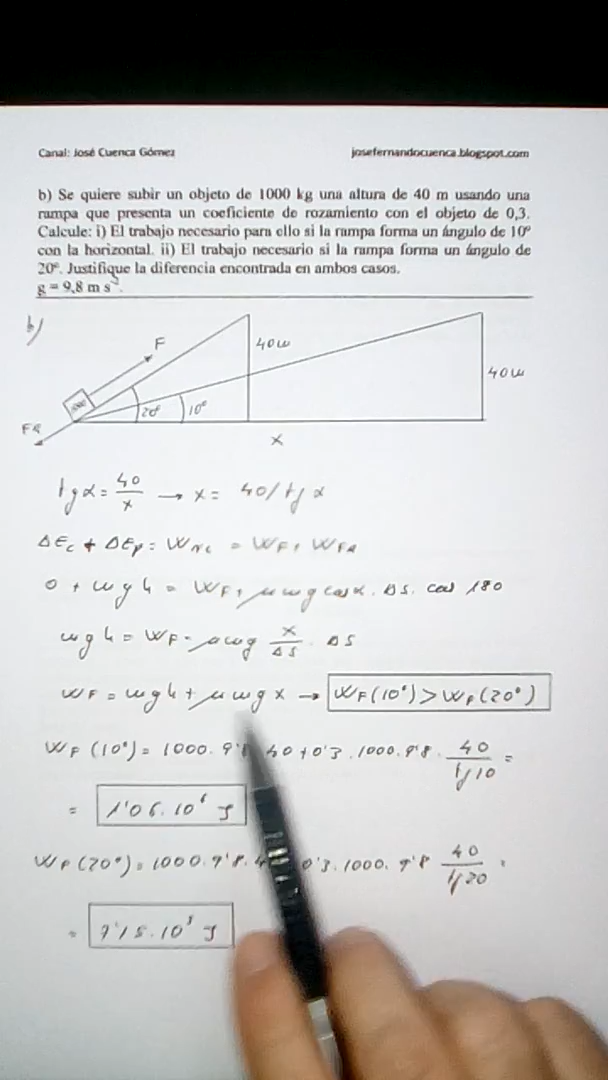 Canal: José Cuenca Gómez josefernandocuenca.blogspot.com
b) Se quiere subir un objeto de 1000 kg una altura de 40 m usando una
rampa que presenta un coeficiente de rozamiento con el objeto de 0,3.
Calcule: i) El trabajo necesario para ello si la rampa forma un ángulo de 10º
con la horizontal. ii) El trabajo necesario si la rampa forma un ángulo de
20º. Justifique la diferencia encontrada en ambos casos.
g = 9,8 m s⁻².
b)
F
40m
1000
20º 10º
40m
FR
x
tg α = 40/x → x = 40/tg α
ΔEc + ΔEp = Wnc = WF + WFR
0 + mgh = WF + μmg cos α . ΔS . cos 180
mgh = WF - μmg x/ΔS . ΔS
WF = mgh + μmgx → WF(10º) > WF(20º)
WF (10º) = 1000. 9'8 40 + 0'3 . 1000. 9'8 . 40/tg 10 =
= 1'06.10⁶ J
WF (20º) = 1000. 9'8. 0'3. 1000. 9'8 40/tg 20 =
= 7'15.10⁵ J